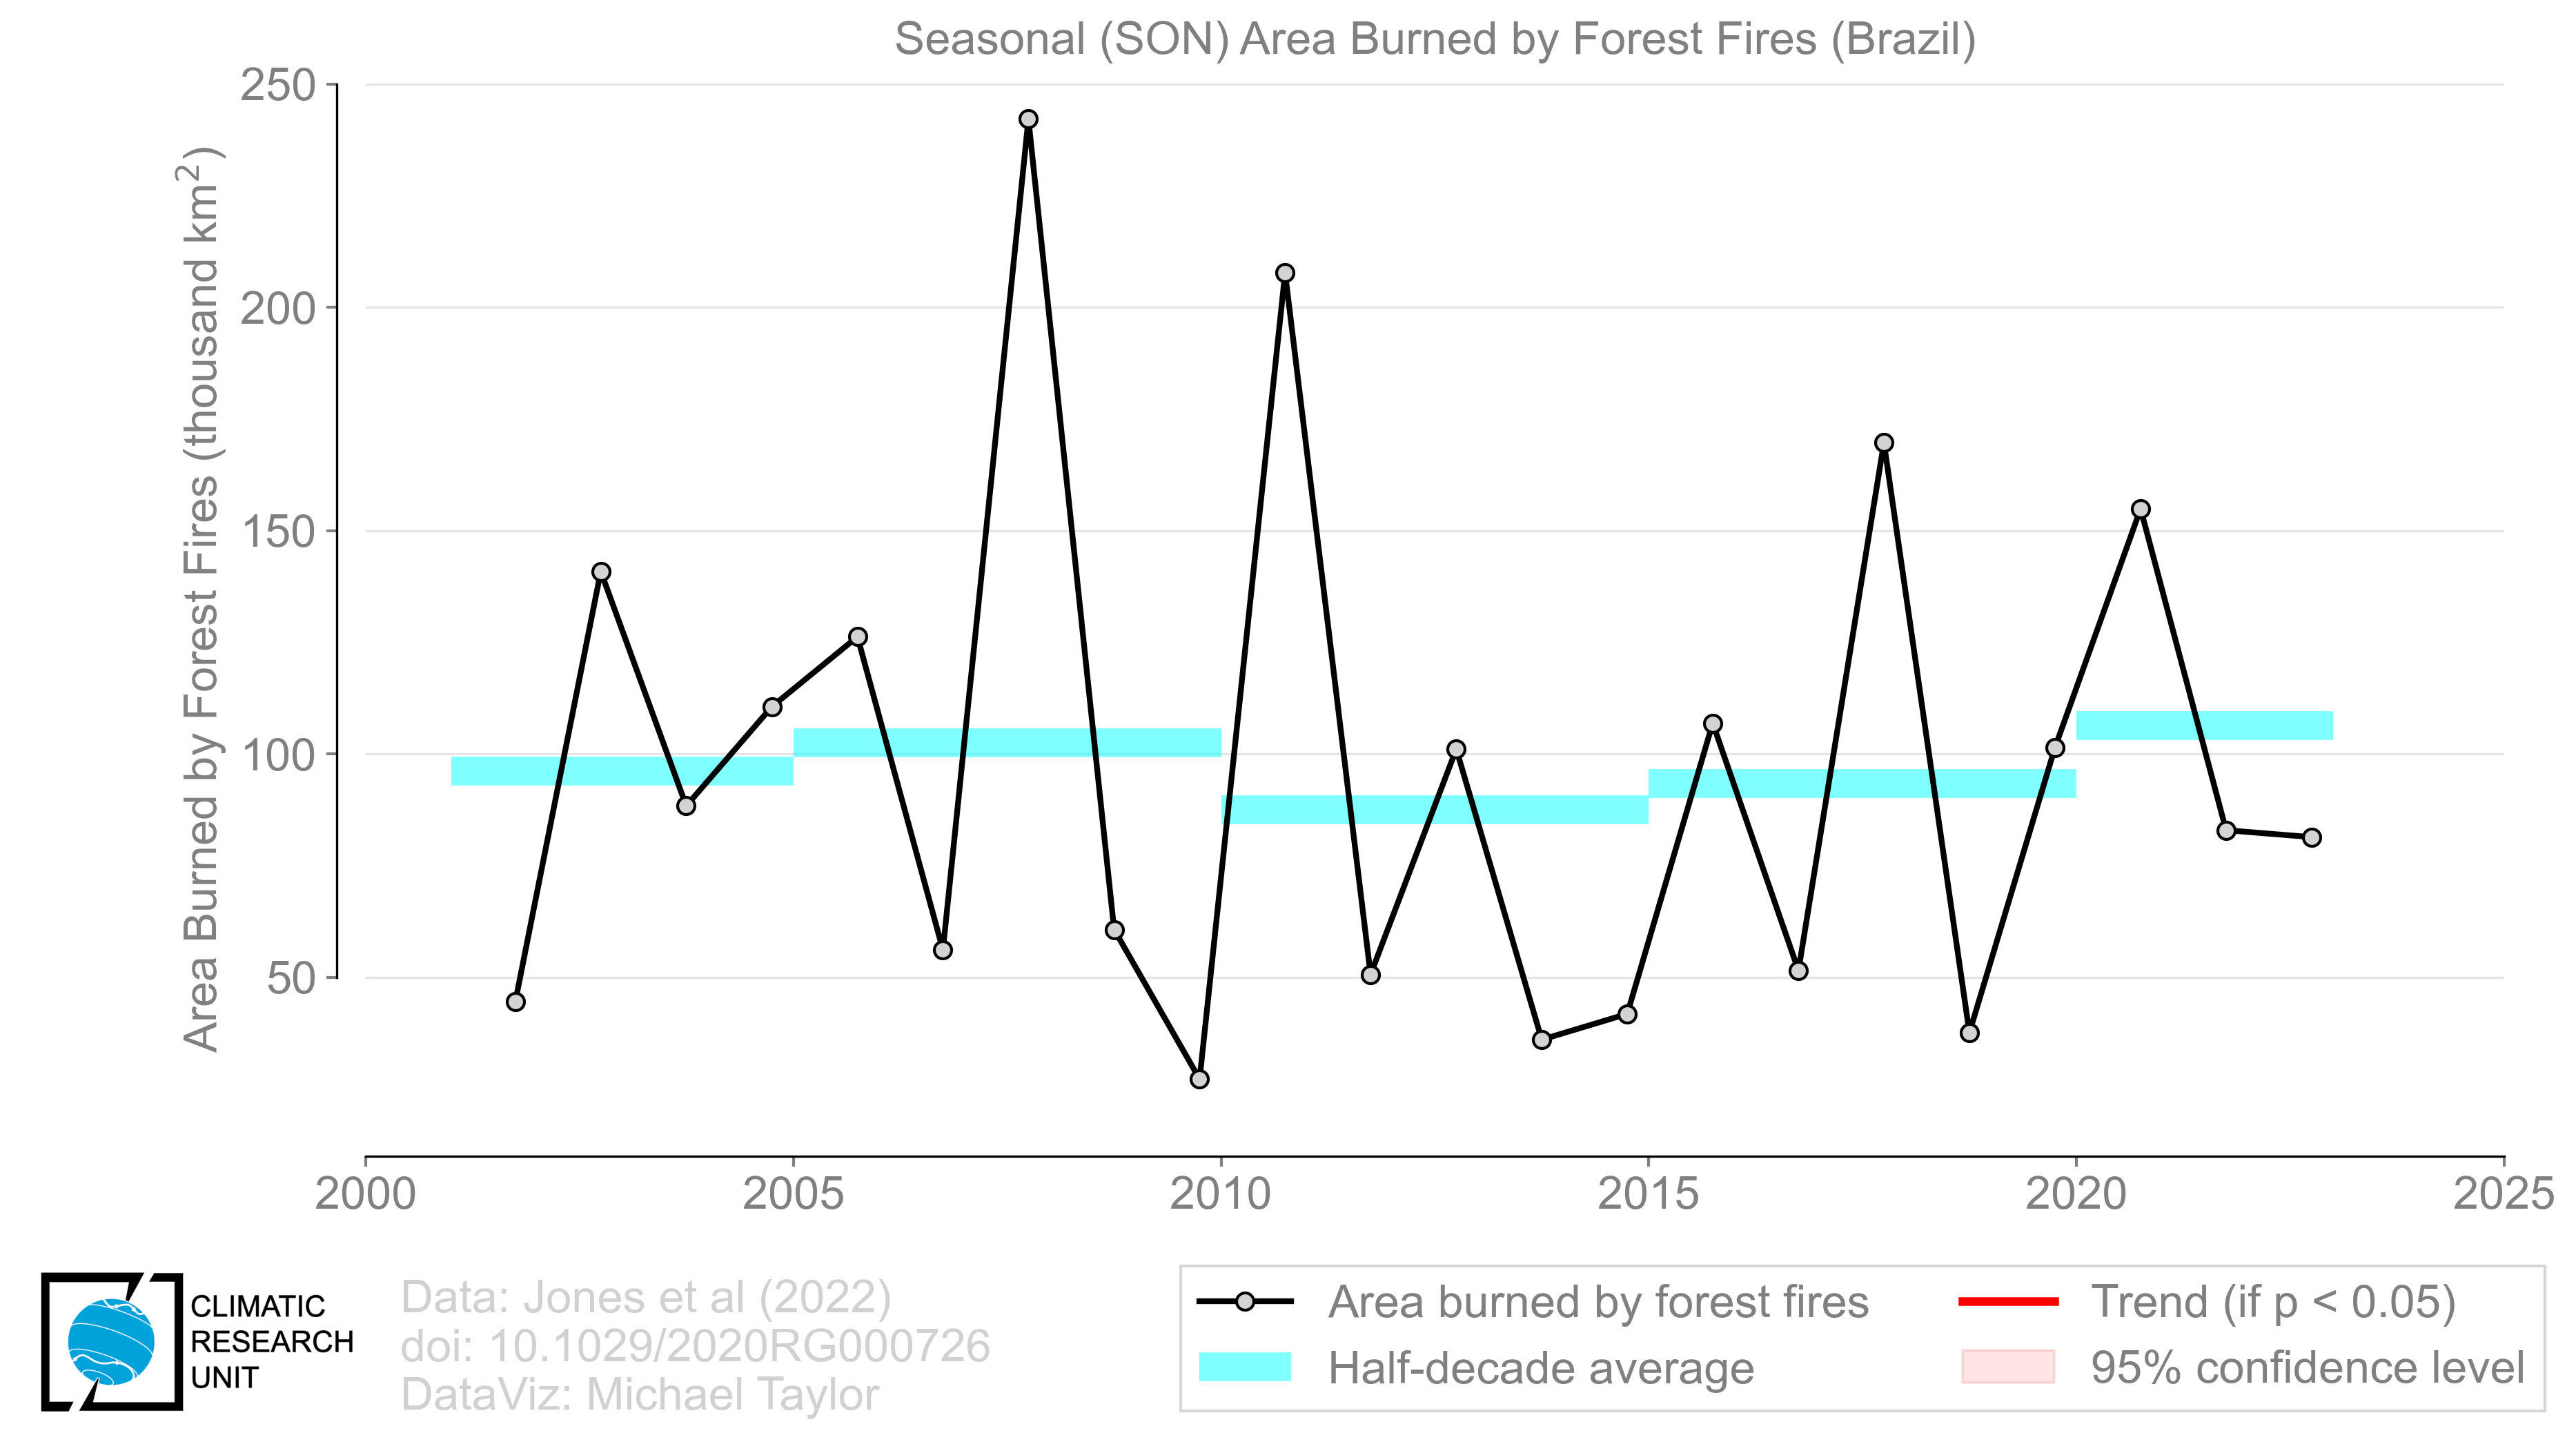 Seasonal (SON) Area Burned by Forest Fires (Brazil)
Area Burned by Forest Fires (thousand km²)
250
200
150
100
50
2000
2005
2010
2015
2020
2025
CLIMATIC
RESEARCH
UNIT
Data: Jones et al (2022)
doi: 10.1029/2020RG000726
DataViz: Michael Taylor
Area burned by forest fires
Half-decade average
Trend (if p < 0.05)
95% confidence level